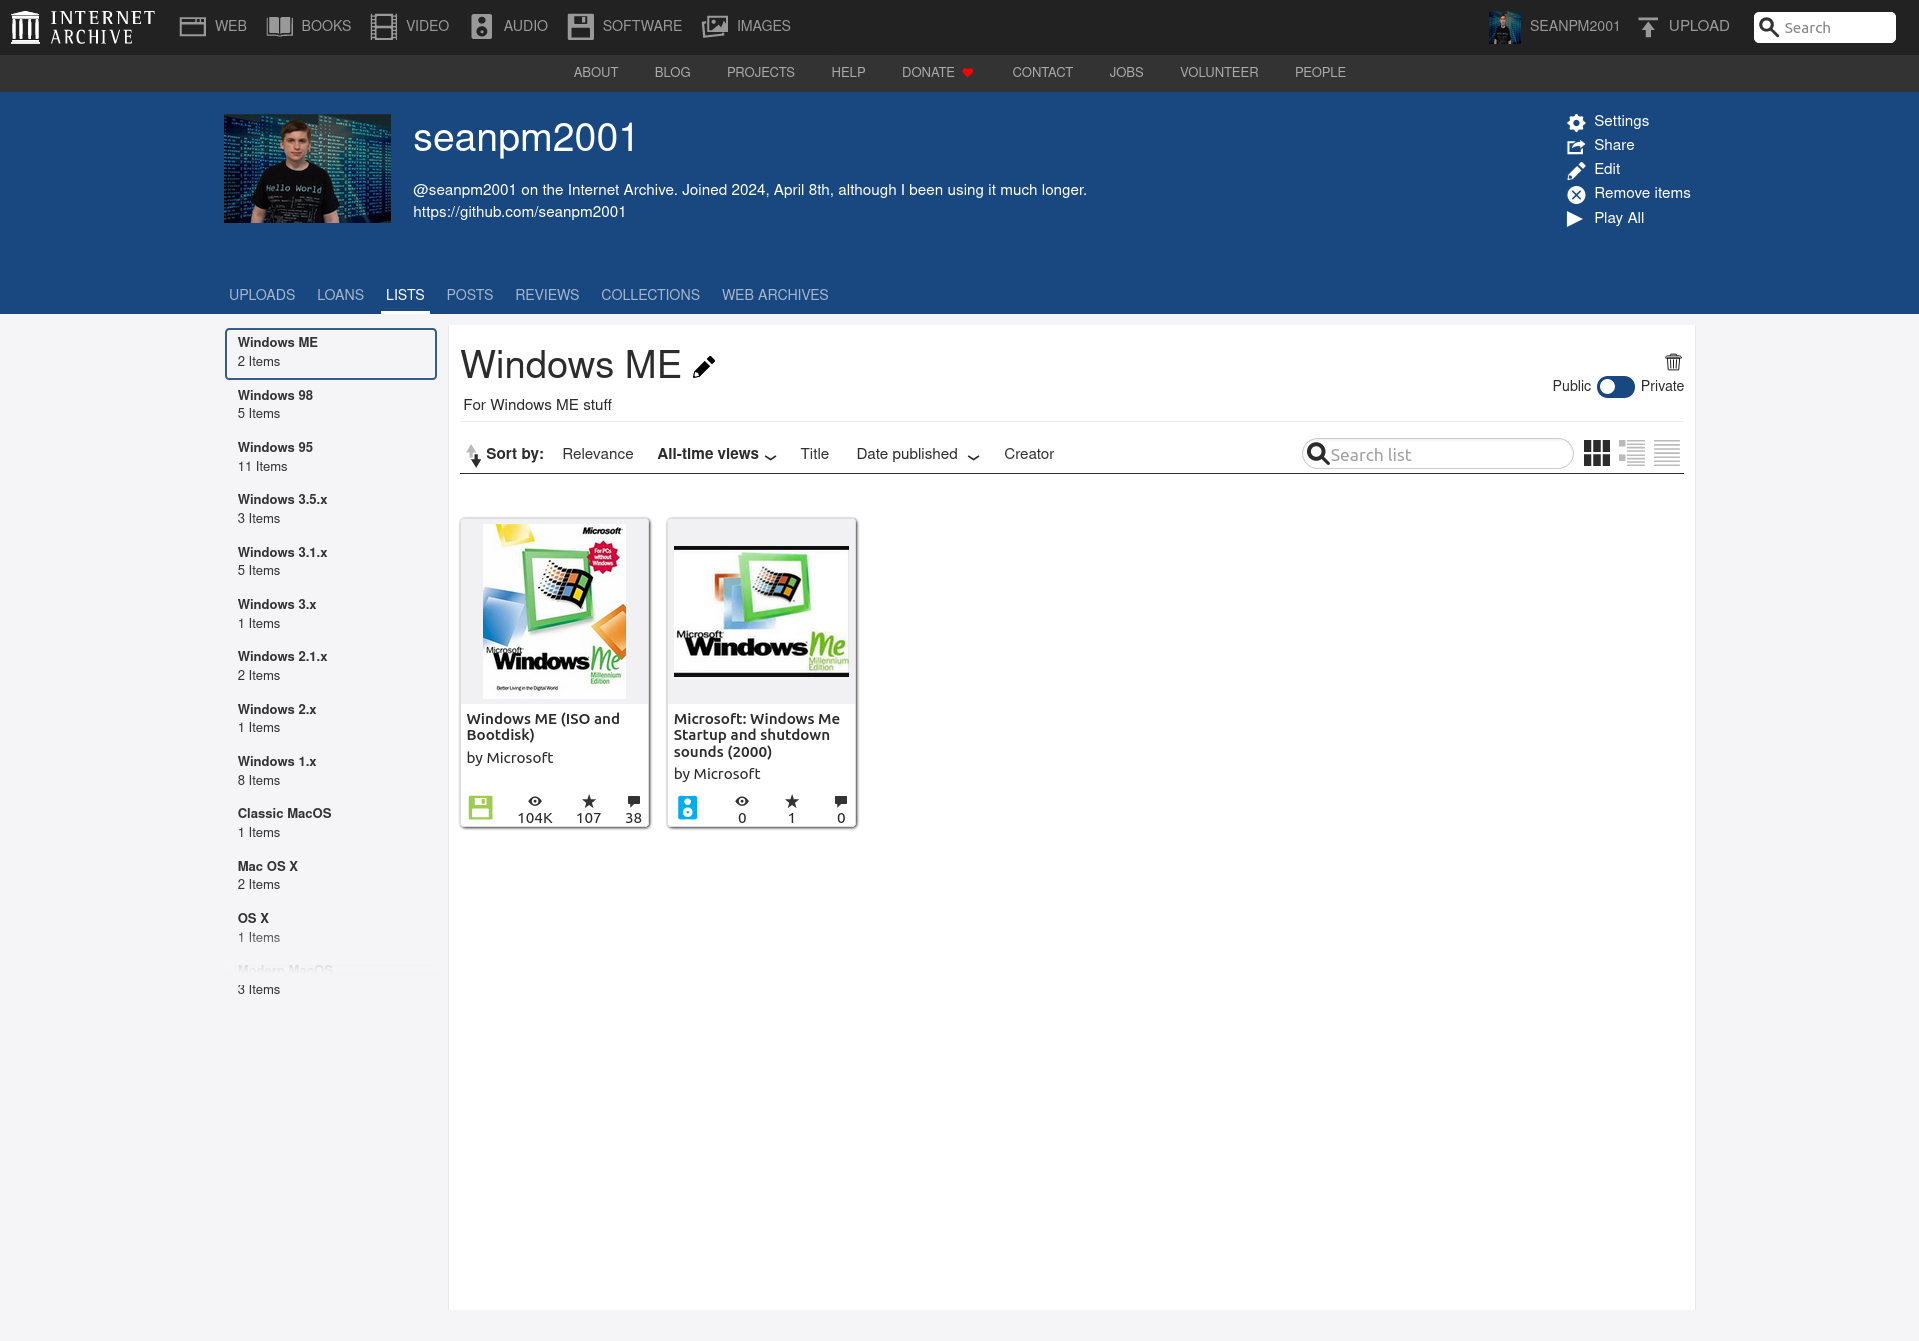 INTERNET ARCHIVE
WEB BOOKS VIDEO AUDIO SOFTWARE IMAGES
SEANPM2001 UPLOAD Search
ABOUT BLOG PROJECTS HELP DONATE CONTACT JOBS VOLUNTEER PEOPLE
Hello World
seanpm2001
@seanpm2001 on the Internet Archive. Joined 2024, April 8th, although I been using it much longer.
https://github.com/seanpm2001
Settings
Share
Edit
Remove items
Play All
UPLOADS LOANS LISTS POSTS REVIEWS COLLECTIONS WEB ARCHIVES
Windows ME
2 Items
Windows 98
5 Items
Windows 95
11 Items
Windows 3.5.x
3 Items
Windows 3.1.x
5 Items
Windows 3.x
1 Items
Windows 2.1.x
2 Items
Windows 2.x
1 Items
Windows 1.x
8 Items
Classic MacOS
1 Items
Mac OS X
2 Items
OS X
1 Items
Modern MacOS
3 Items
Windows ME
For Windows ME stuff
Public Private
Sort by: Relevance All-time views Title Date published Creator
Search list
Microsoft
For PCs
without
Windows
Microsoft
Windows Me
Millennium
Edition
Better Living in the Digital World
Windows ME (ISO and
Bootdisk)
by Microsoft
104K 107 38
Microsoft
Windows Me
Millennium
Edition
Microsoft: Windows Me
Startup and shutdown
sounds (2000)
by Microsoft
0 1 0